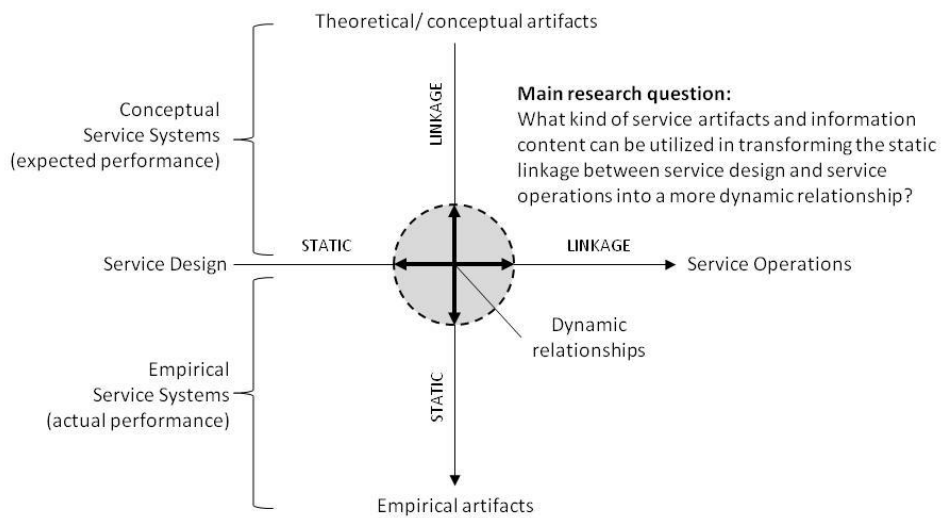 Theoretical/ conceptual artifacts
Conceptual
Service Systems
(expected performance)
LINKAGE
Main research question:
What kind of service artifacts and information
content can be utilized in transforming the static
linkage between service design and service
operations into a more dynamic relationship?
STATIC
LINKAGE
Service Design
Service Operations
Dynamic
relationships
Empirical
Service Systems
(actual performance)
STATIC
Empirical artifacts